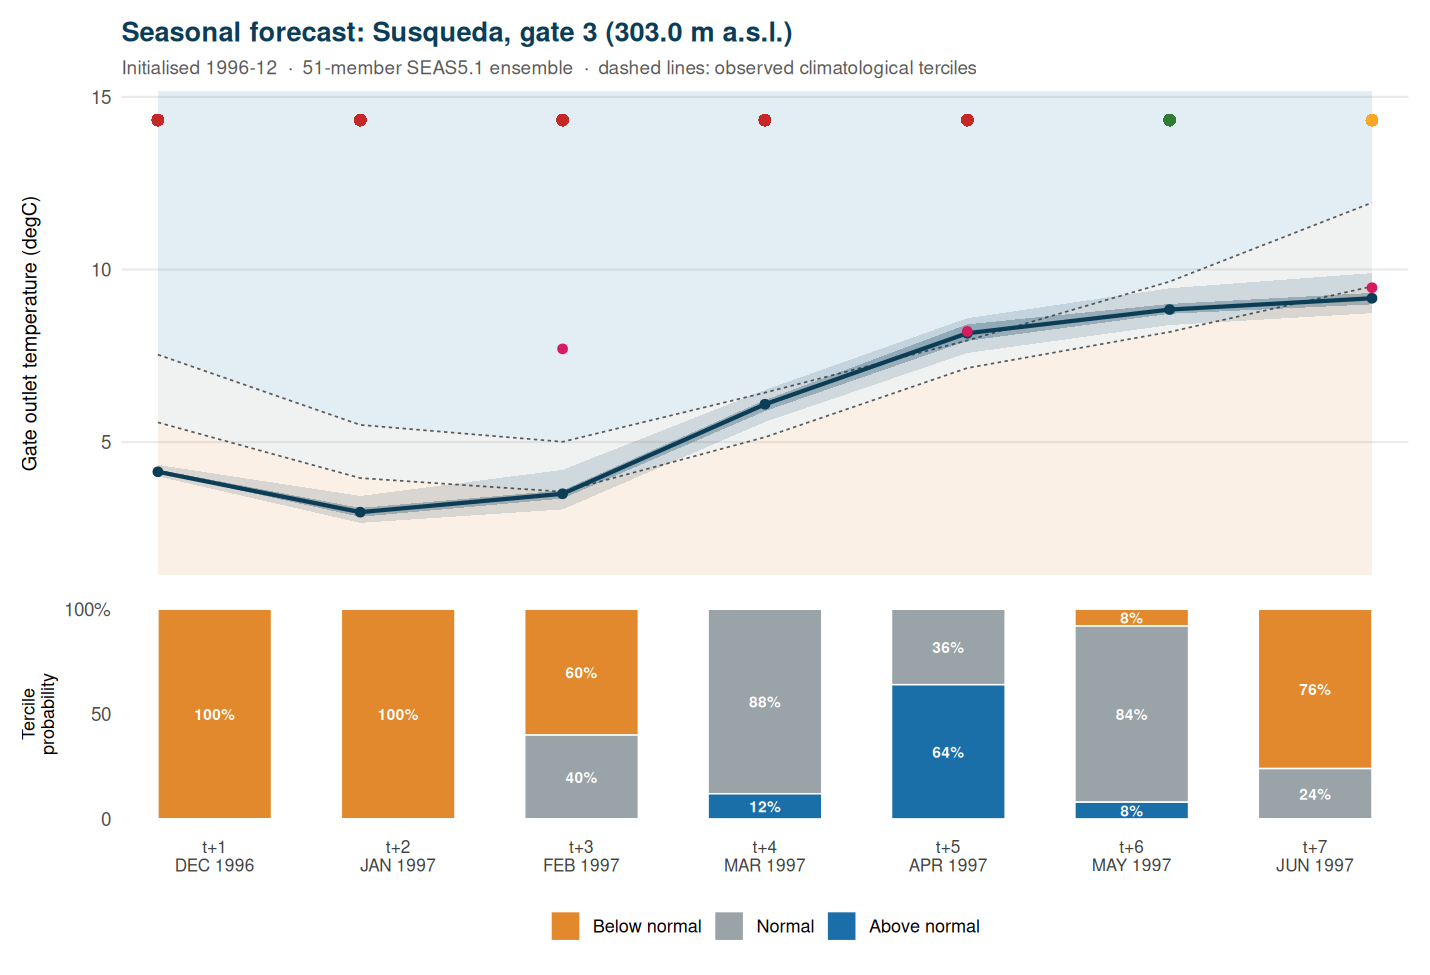 Seasonal forecast: Susqueda, gate 3 (303.0 m a.s.l.)
Initialised 1996-12 · 51-member SEAS5.1 ensemble · dashed lines: observed climatological terciles
Gate outlet temperature (degC)
15
10
5
Tercile
probability
100%
50
0
100%
100%
60%
40%
88%
12%
36%
64%
8%
84%
8%
76%
24%
t+1
DEC 1996
t+2
JAN 1997
t+3
FEB 1997
t+4
MAR 1997
t+5
APR 1997
t+6
MAY 1997
t+7
JUN 1997
Below normal
Normal
Above normal